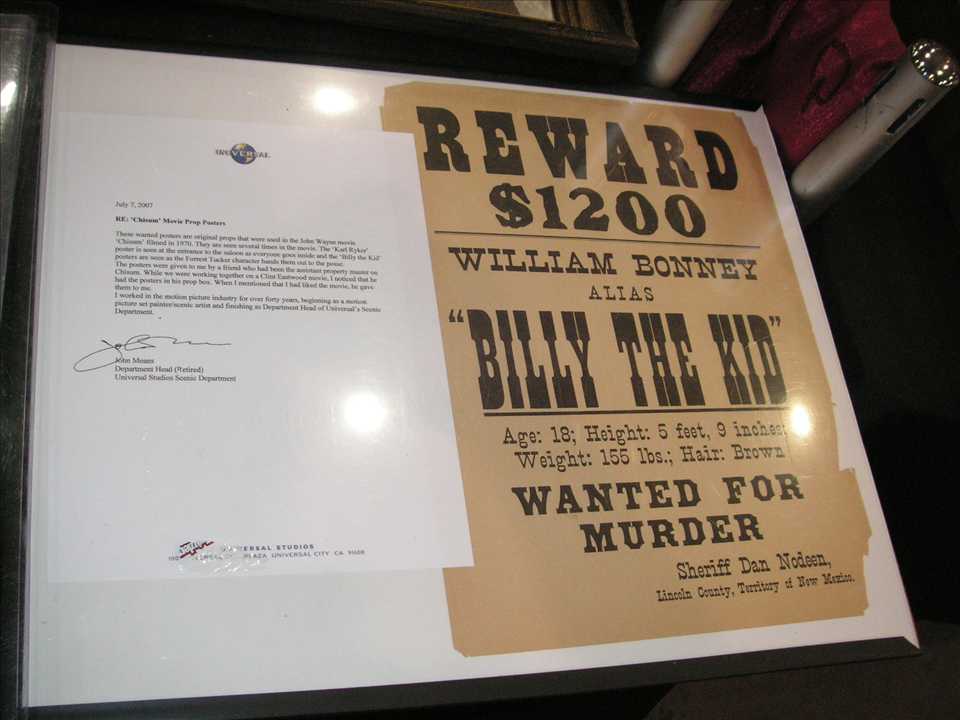 UNIVERSAL
July 7, 2007
RE: 'Chisum' Movie Prop Posters
These wanted posters are original props that were used in the John Wayne movie
'Chisum' filmed in 1970. They are seen several times in the movie. The 'Karl Ryker'
poster is seen at the entrance to the saloon as everyone goes inside and the 'Billy the Kid'
posters are seen as the Forrest Tucker character hands them out to the posse.
The posters were given to me by a friend who had been the assistant property master on
Chisum. While we were working together on a Clint Eastwood movie, I noticed that he
had the posters in his prop box. When I mentioned that I had liked the movie, he gave
them to me.
I worked in the motion picture industry for over forty years, beginning as a motion
picture set painter/scenic artist and finishing as Department Head of Universal's Scenic
Department.
John Moans
Department Head (Retired)
Universal Studios Scenic Department
UNIVERSAL STUDIOS
PLAZA UNIVERSAL CITY, CA 91608
REWARD
$1200
WILLIAM BONNEY
ALIAS
"BILLY THE KID"
Age: 18; Height: 5 feet, 9 inches;
Weight: 155 lbs.; Hair: Brown
WANTED FOR
MURDER
Sheriff Dan Nodeen,
Lincoln County, Territory of New Mexico.